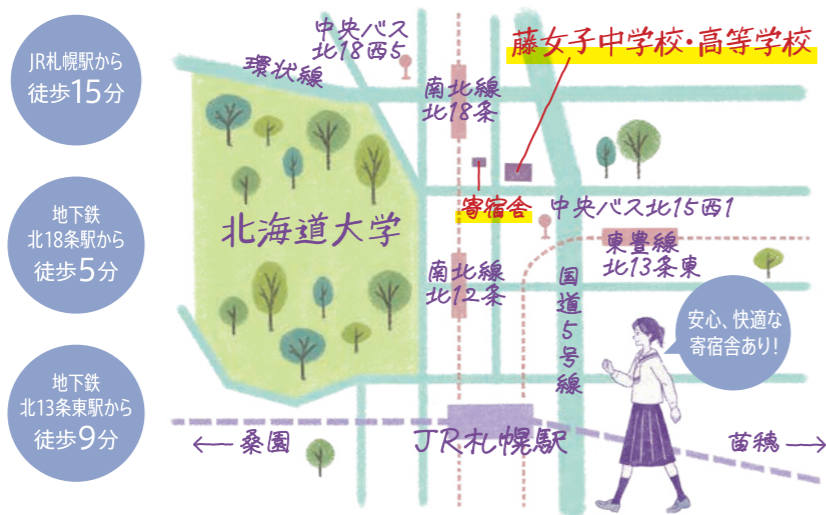 JR札幌駅から
徒歩15分
地下鉄
北18条駅から
徒歩5分
地下鉄
北13条東駅から
徒歩9分
中央バス
北18西5
環状線
南北線
北18条
藤女子中学校・高等学校
寄宿舎
中央バス北15西1
北海道大学
東豊線
北13条東
南北線
北12条
国道5号線
安心、快適な
寄宿舎あり!
←桑園
JR札幌駅
苗穂→